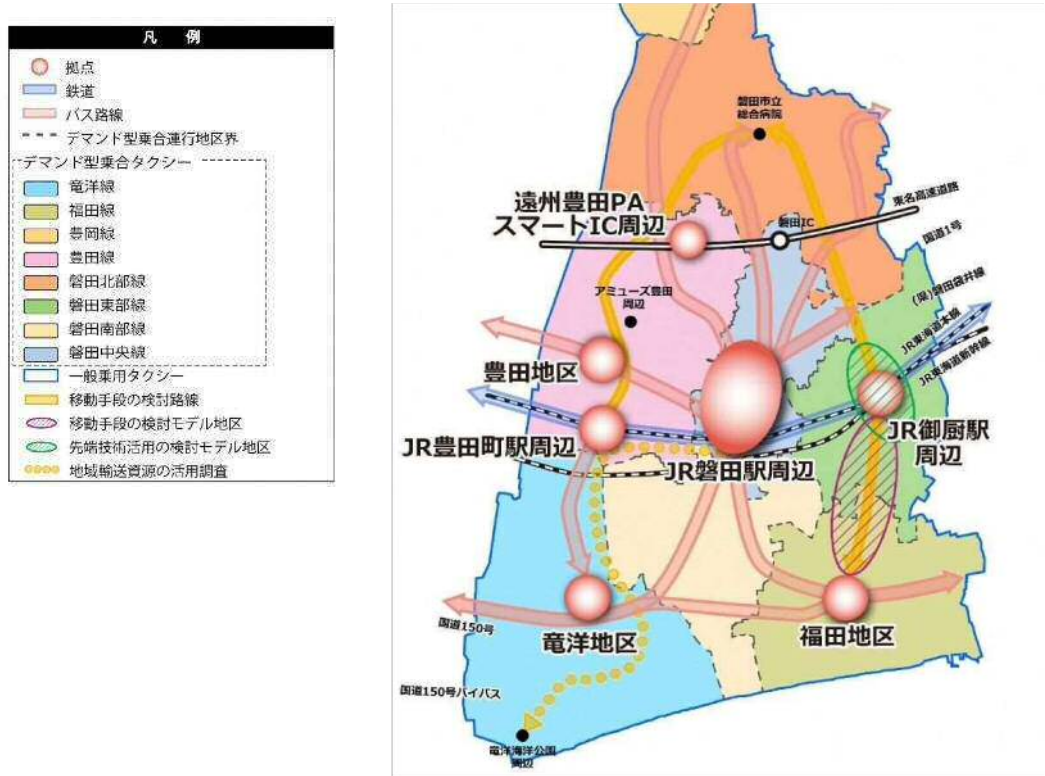 凡 例
拠点
鉄道
バス路線
デマンド型乗合運行地区界
デマンド型乗合タクシー
竜洋線
福田線
豊岡線
豊田線
磐田北部線
磐田東部線
磐田南部線
磐田中央線
一般乗用タクシー
移動手段の検討路線
移動手段の検討モデル地区
先端技術活用の検討モデル地区
地域輸送資源の活用調査
磐田市立
総合病院
遠州豊田PA
スマートIC周辺
東名高速道路
磐田IC
国道1号
アミューズ豊田
周辺
(県)磐田袋井線
JR東海道本線
JR東海道新幹線
豊田地区
JR豊田町駅周辺
JR磐田駅周辺
JR御厨駅
周辺
竜洋地区
福田地区
国道150号
国道150号バイパス
竜洋海洋公園
周辺